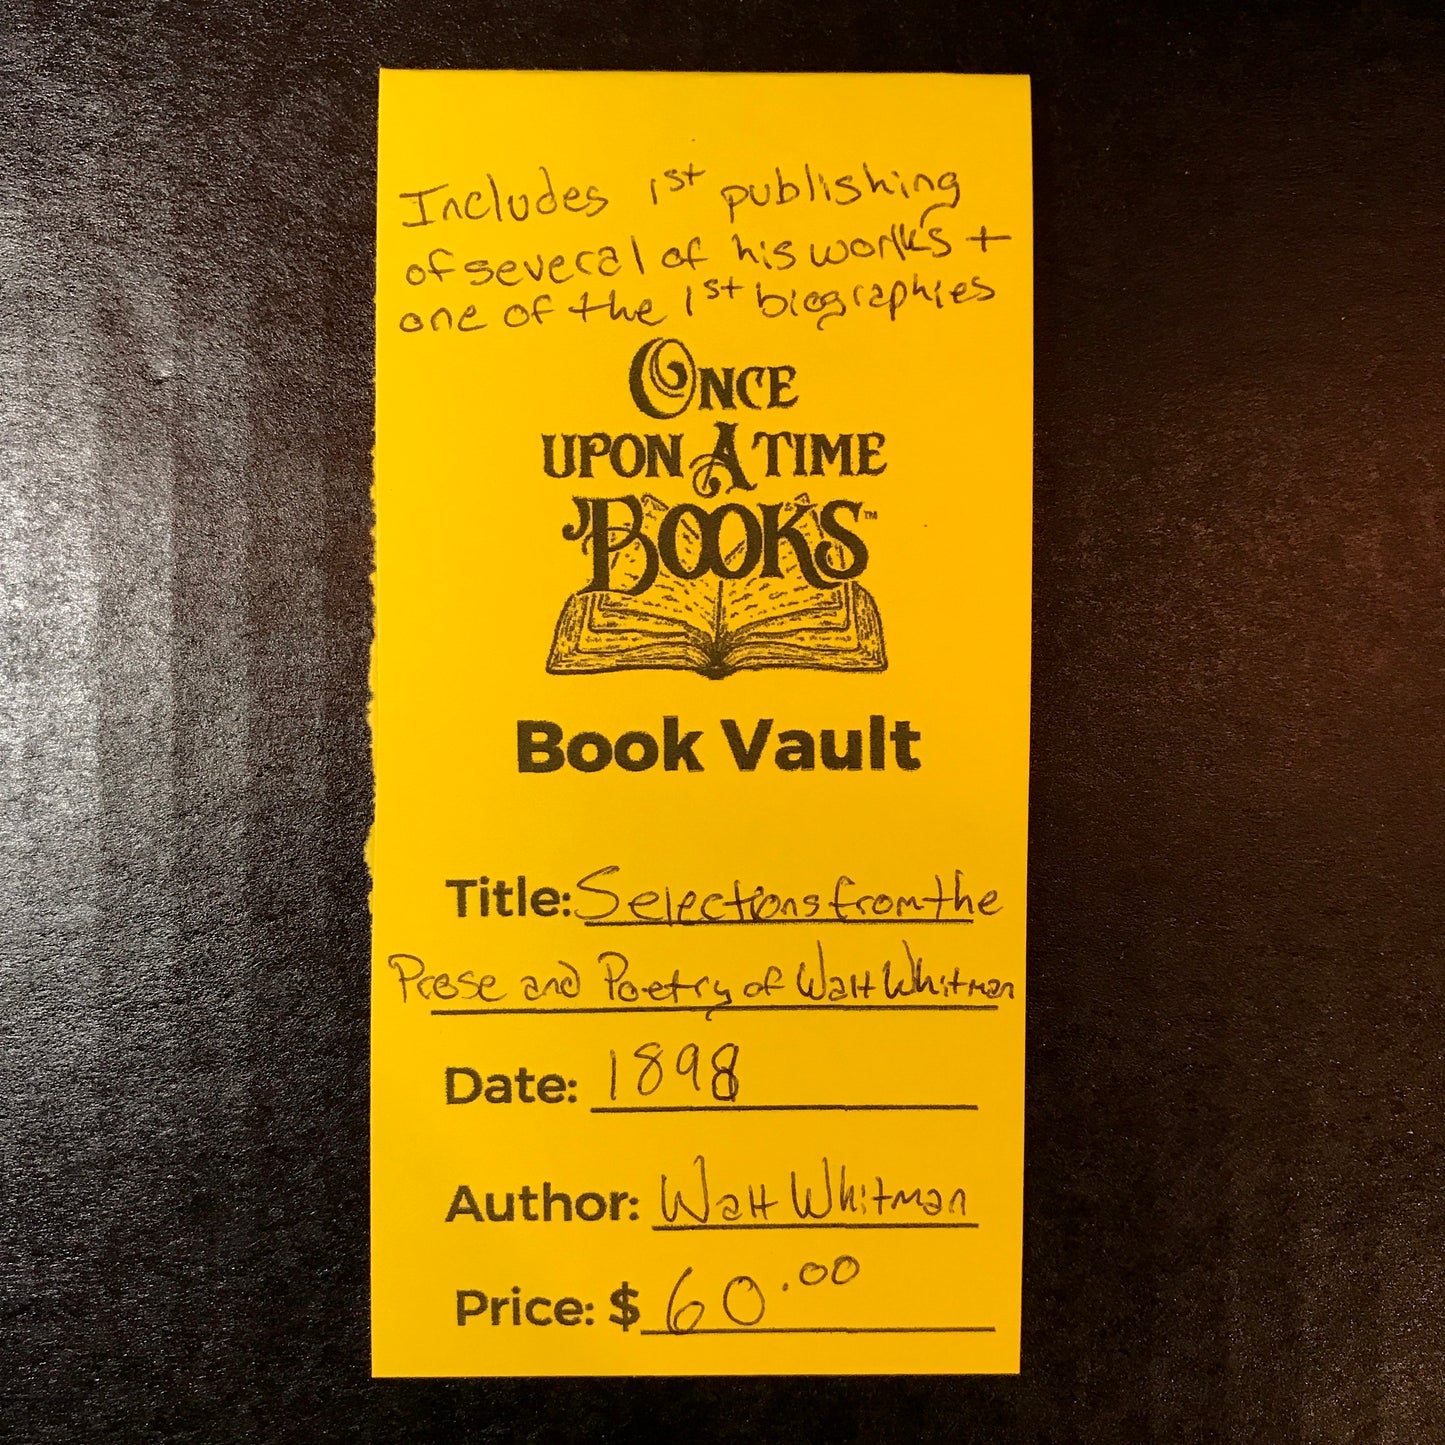 Includes 1st publishing
of several of his works +
one of the 1st biographies
ONCE
UPON A TIME
BOOKS™
Book Vault
Title: Selections from the
Prose and Poetry of Walt Whitman
Date: 1898
Author: Walt Whitman
Price: $ 60.00